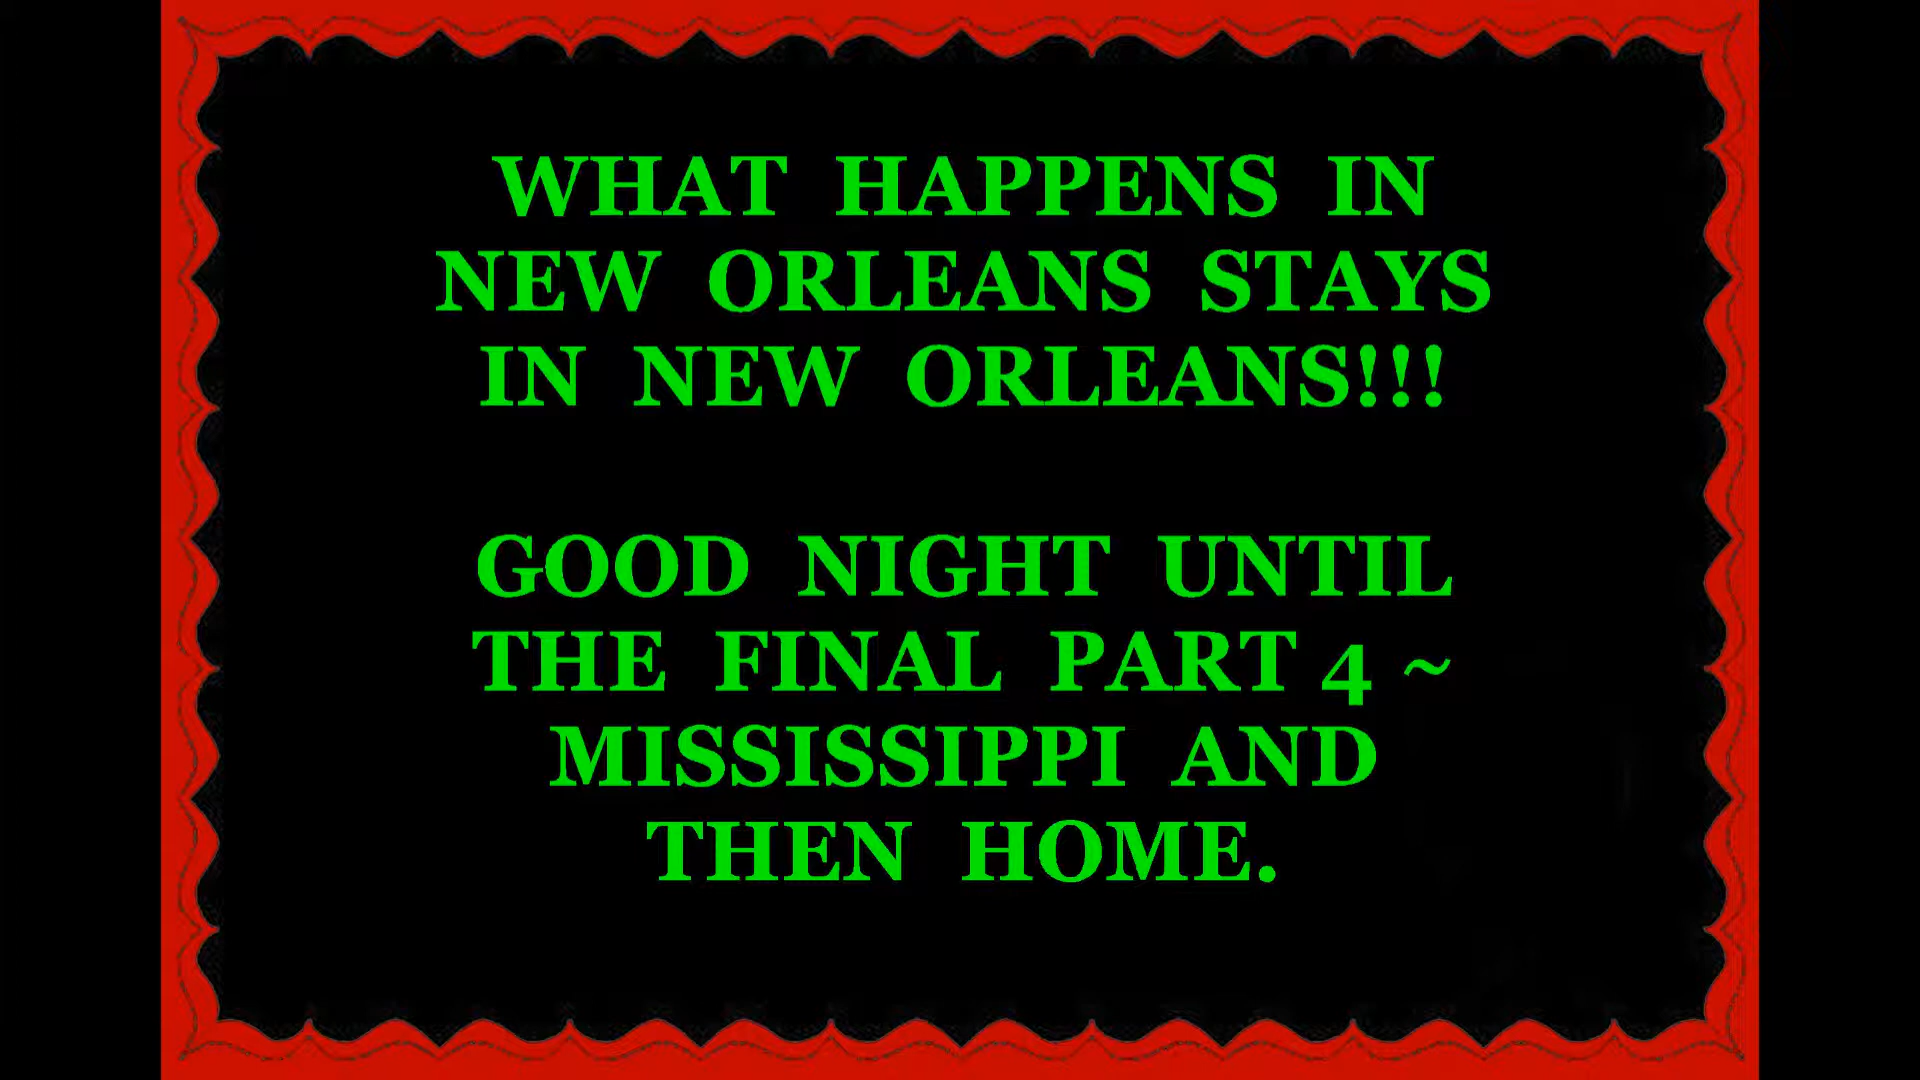 WHAT HAPPENS IN
NEW ORLEANS STAYS
IN NEW ORLEANS!!!
GOOD NIGHT UNTIL
THE FINAL PART 4 ~
MISSISSIPPI AND
THEN HOME.